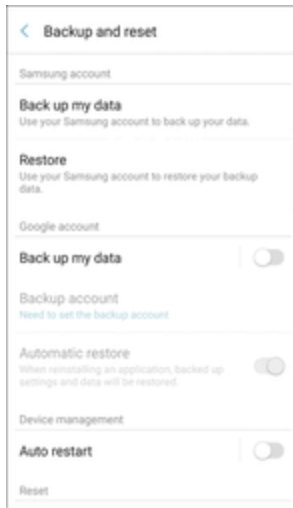 Backup and reset
Samsung account
Back up my data
Use your Samsung account to back up your data.
Restore
Use your Samsung account to restore your backup
data.
Google account
Back up my data
Backup account
Need to set the backup account
Automatic restore
When reinstalling an application, backed up
settings and data will be restored.
Device management
Auto restart
Reset